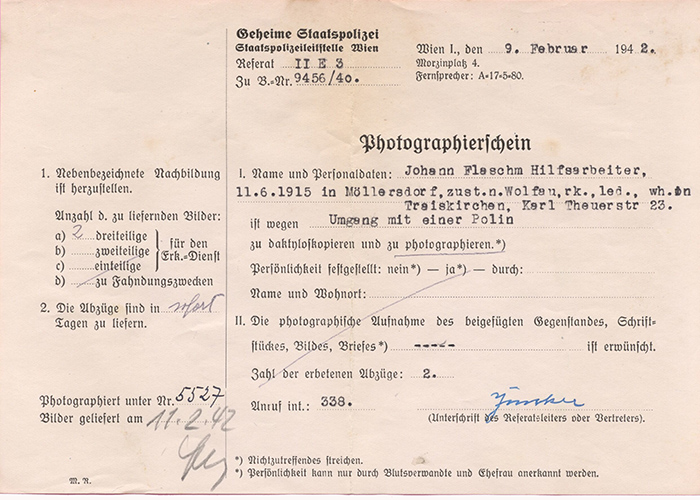 Geheime Staatspolizei
Staatspolizeileitstelle Wien
Referat II E 3
Zu B.-Nr. 9456/40.
Wien I., den 9. Februar 1942.
Morzinplatz 4.
Fernsprecher: A-17-5-80.
Photographierschein
1. Nebenbezeichnete Nachbildung
ist herzustellen.
Anzahl d. zu liefernden Bilder:
a) 2 dreiteilige
b) zweiteilige
c) einteilige
für den
Erk.-Dienst
d) zu Fahndungszwecken
2. Die Abzüge sind in sofort
Tagen zu liefern.
Photographiert unter Nr. 5527
Bilder geliefert am 11.2.42
M. R.
I. Name und Personaldaten: Johann Flaschm Hilfsarbeiter,
11.6.1915 in Möllersdorf, zust.n.Wolfau, rk., led., wh.in
Traiskirchen, Karl Theuerstr 23.
ist wegen Umgang mit einer Polin
zu daktyloskopieren und zu photographieren.*)
Persönlichkeit festgestellt: nein*) — ja*) — durch:
Name und Wohnort:
II. Die photographische Aufnahme des beigefügten Gegenstandes, Schrift-
stückes, Bildes, Briefes*) ----- ist erwünscht.
Zahl der erbetenen Abzüge: 2.
Anruf int.: 338.
(Unterschrift des Referatsleiters oder Vertreters).
*) Nichtzutreffendes streichen.
*) Persönlichkeit kann nur durch Blutsverwandte und Ehefrau anerkannt werden.